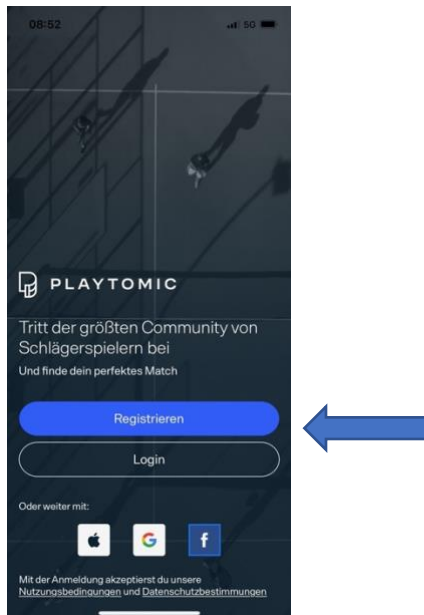 08:52
5G
PLAYTOMIC
Tritt der größten Community von
Schlägerspielern bei
Und finde dein perfektes Match
Registrieren
Login
Oder weiter mit:
G
f
Mit der Anmeldung akzeptierst du unsere
Nutzungsbedingungen und Datenschutzbestimmungen